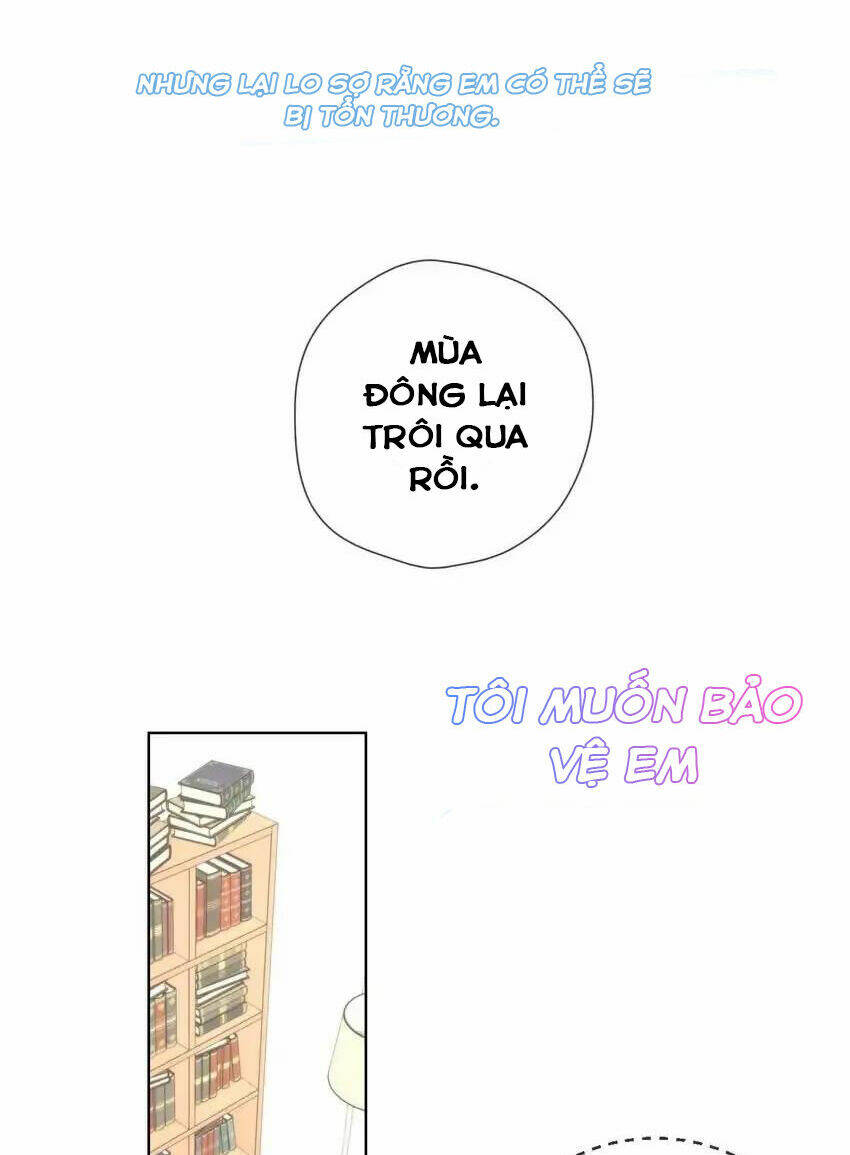 NHƯNG LẠI LO SỢ RẰNG EM CÓ THỂ SẼ
BỊ TỔN THƯƠNG.
MÙA
ĐÔNG LẠI
TRÔI QUA
RỒI.
TÔI MUỐN BẢO
VỆ EM